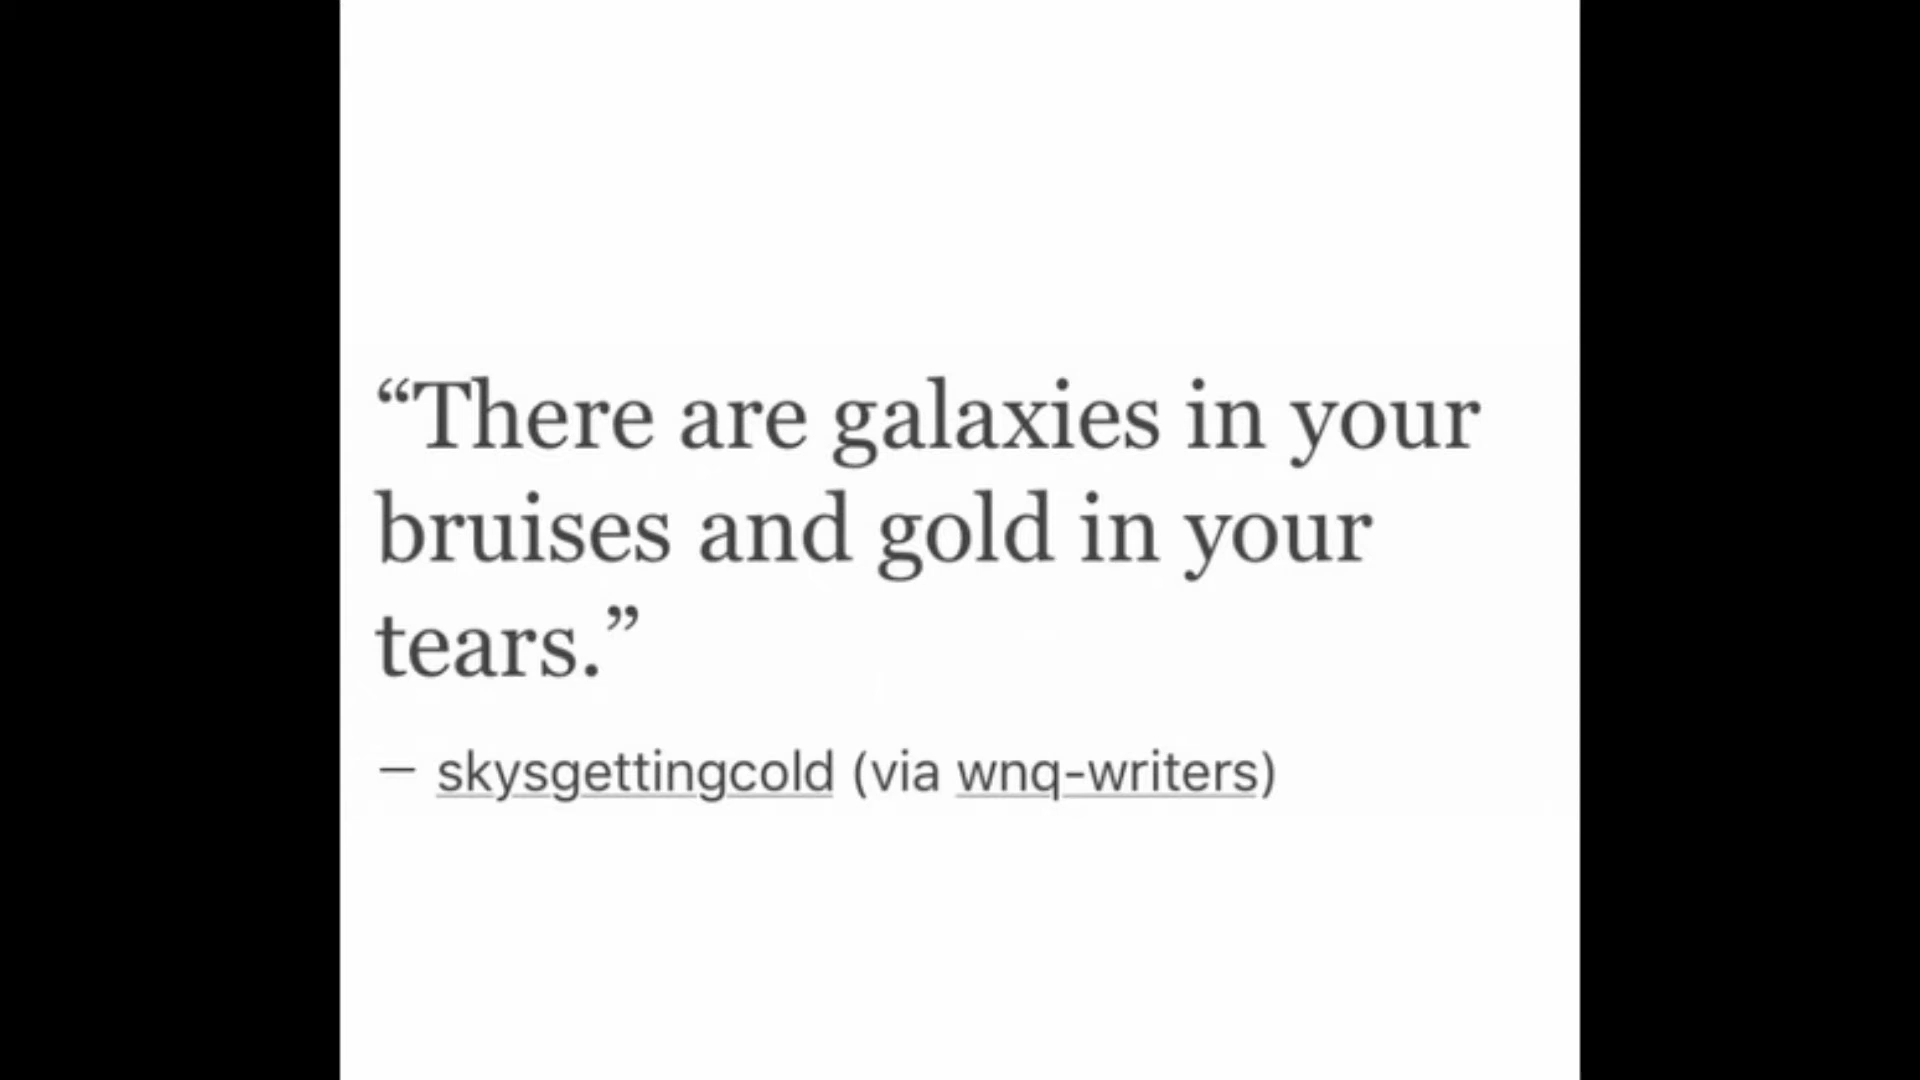 “There are galaxies in your
bruises and gold in your
tears.”
— skysgettingcold (via wnq-writers)